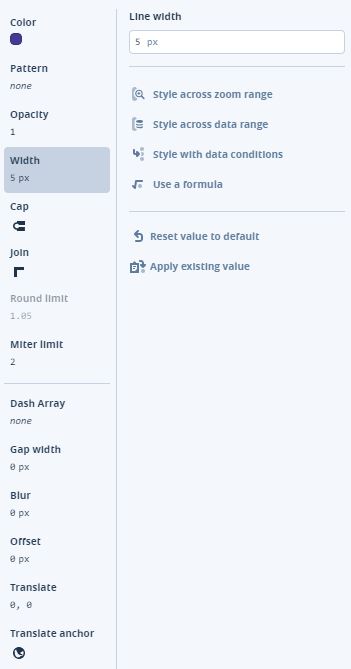 Color
Pattern
none
Opacity
1
Width
5 px
Cap
Join
Round limit
1.05
Miter limit
2
Dash Array
none
Gap width
0 px
Blur
0 px
Offset
0 px
Translate
0, 0
Translate anchor
Line width
5 px
Style across zoom range
Style across data range
Style with data conditions
Use a formula
Reset value to default
Apply existing value